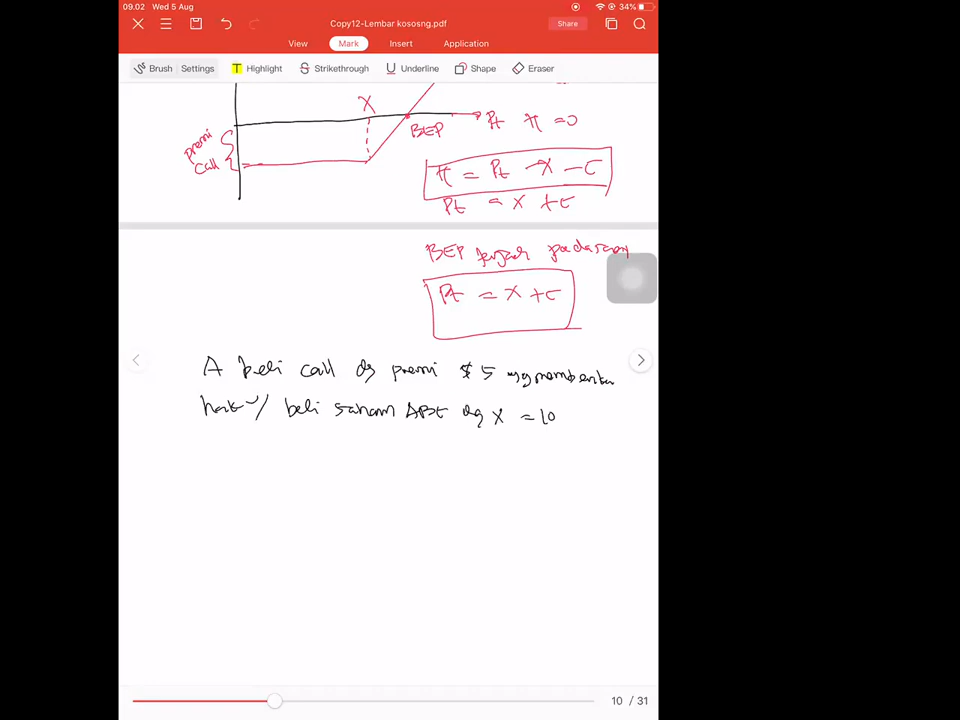 09.02 Wed 5 Aug
34%
Copy12-Lembar kososng.pdf
Share
View Mark Insert Application
Brush Settings Highlight Strikethrough Underline Shape Eraser
X
Pt π =0
BEP
premi
call
π = Pt - X - C
Pt = X + C
BEP terjadi pada saat
Pt = X + C
A beli call dg premi $5 yg memberikan
hak u/ beli saham dg X = 10
10 / 31